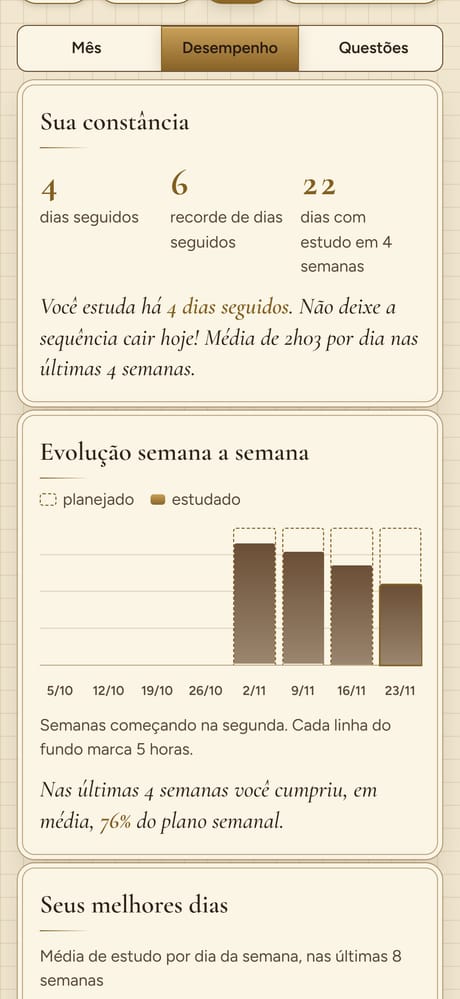 Mês
Desempenho
Questões
Sua constância
4
6
22
dias seguidos
recorde de dias
seguidos
dias com
estudo em 4
semanas
Você estuda há 4 dias seguidos. Não deixe a
sequência cair hoje! Média de 2h03 por dia nas
últimas 4 semanas.
Evolução semana a semana
planejado
estudado
5/10
12/10
19/10
26/10
2/11
9/11
16/11
23/11
Semanas começando na segunda. Cada linha do
fundo marca 5 horas.
Nas últimas 4 semanas você cumpriu, em
média, 76% do plano semanal.
Seus melhores dias
Média de estudo por dia da semana, nas últimas 8
semanas